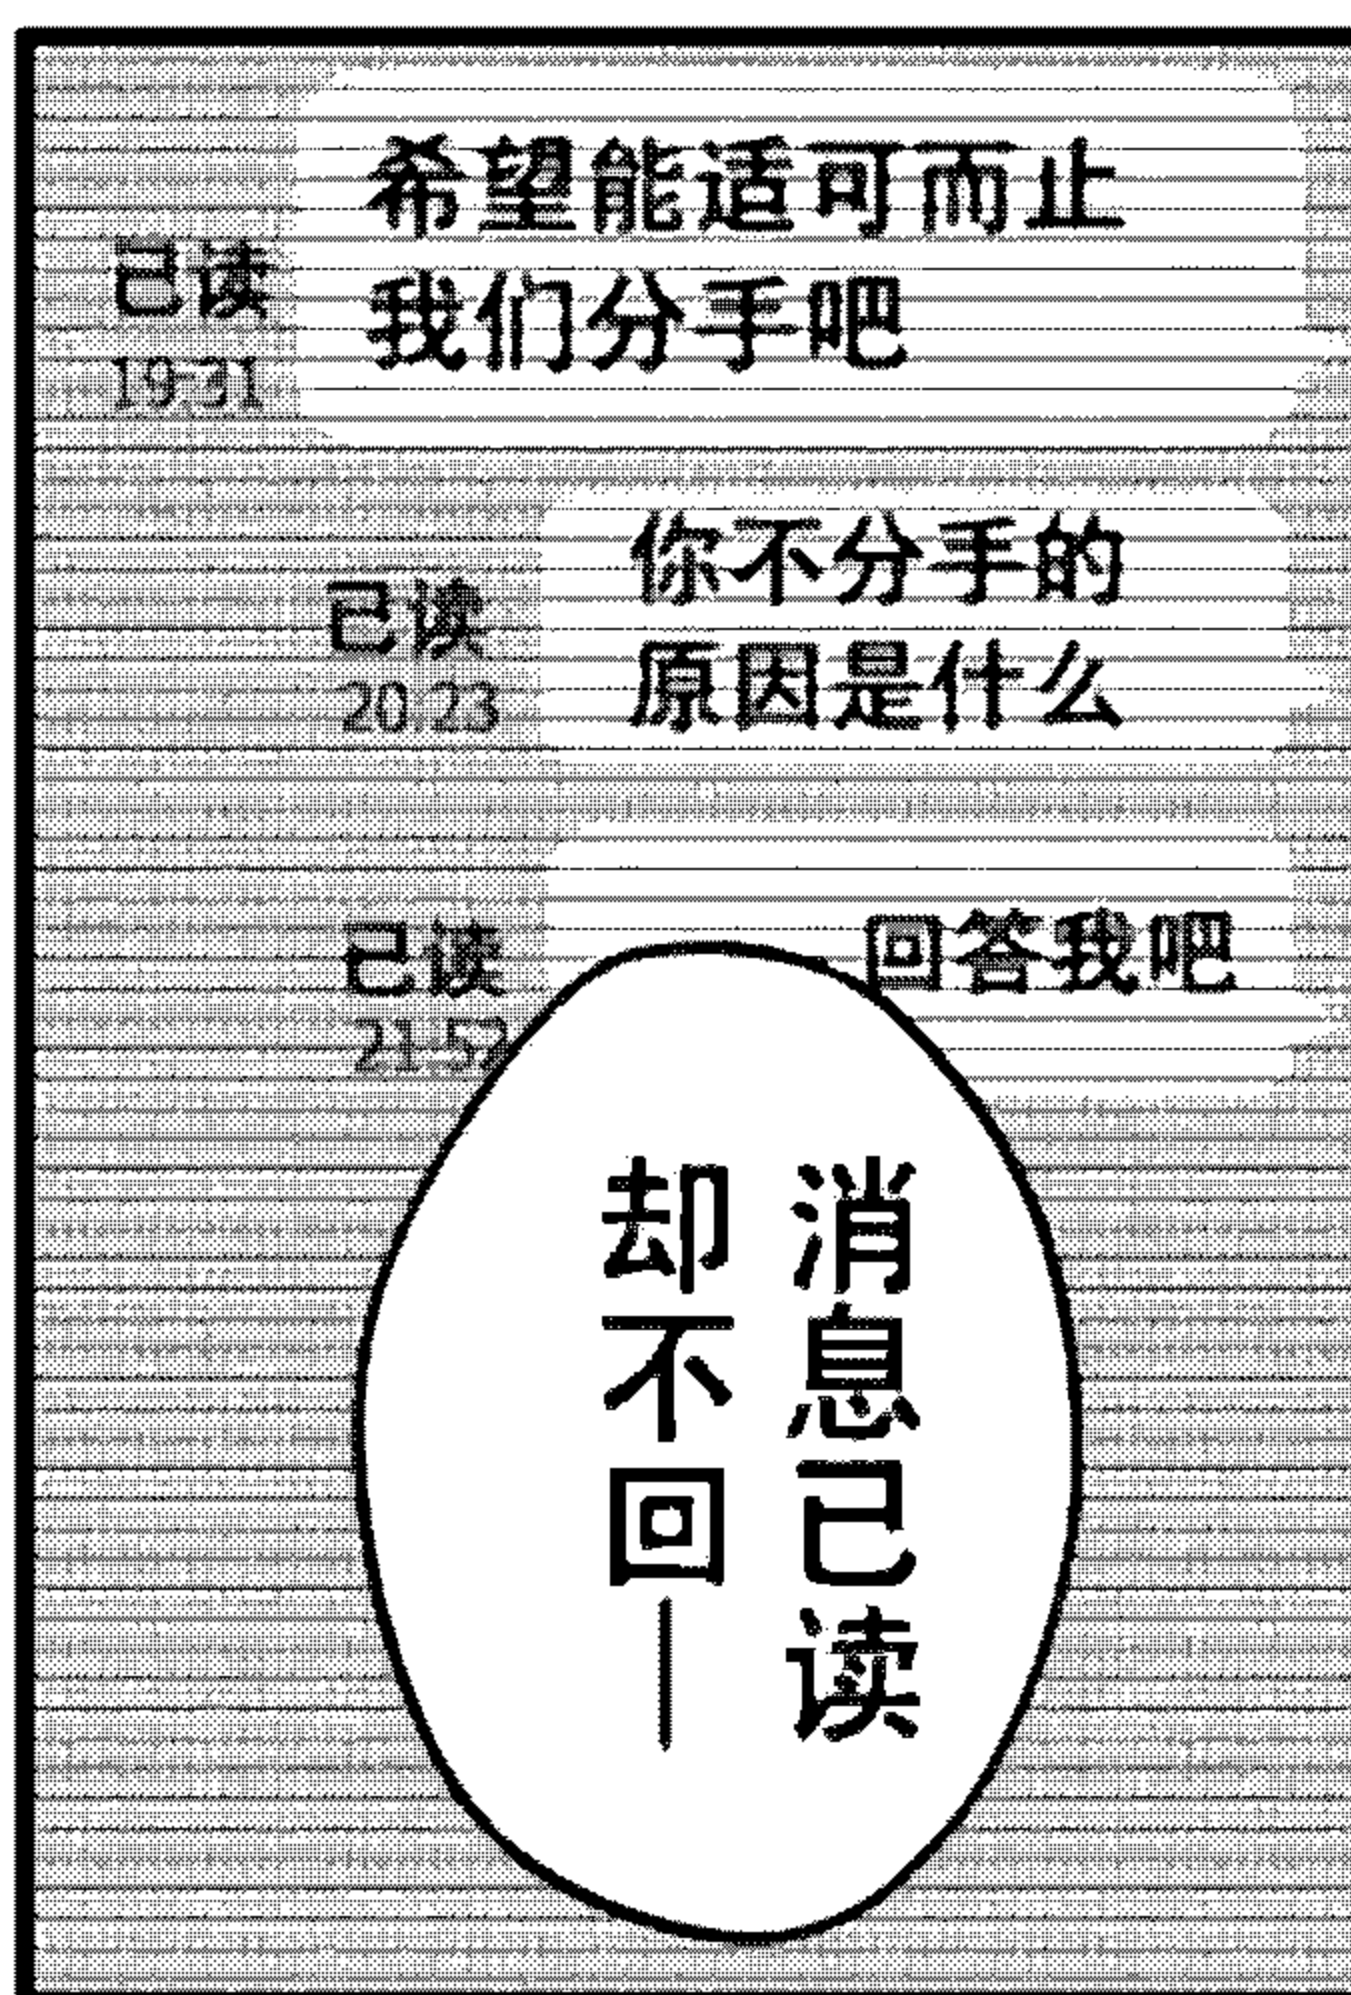 希望能适可而止
我们分手吧
已读
19:31
你不分手的
原因是什么
已读
20:23
回答我吧
已读
21:52
消息已读
却不回—